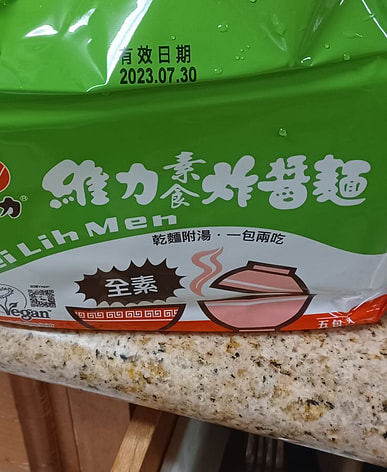 有效日期
2023.07.30
維力素食炸醬麵
力®
Lih Men
乾麵附湯．一包兩吃
全素
Vegan
五包